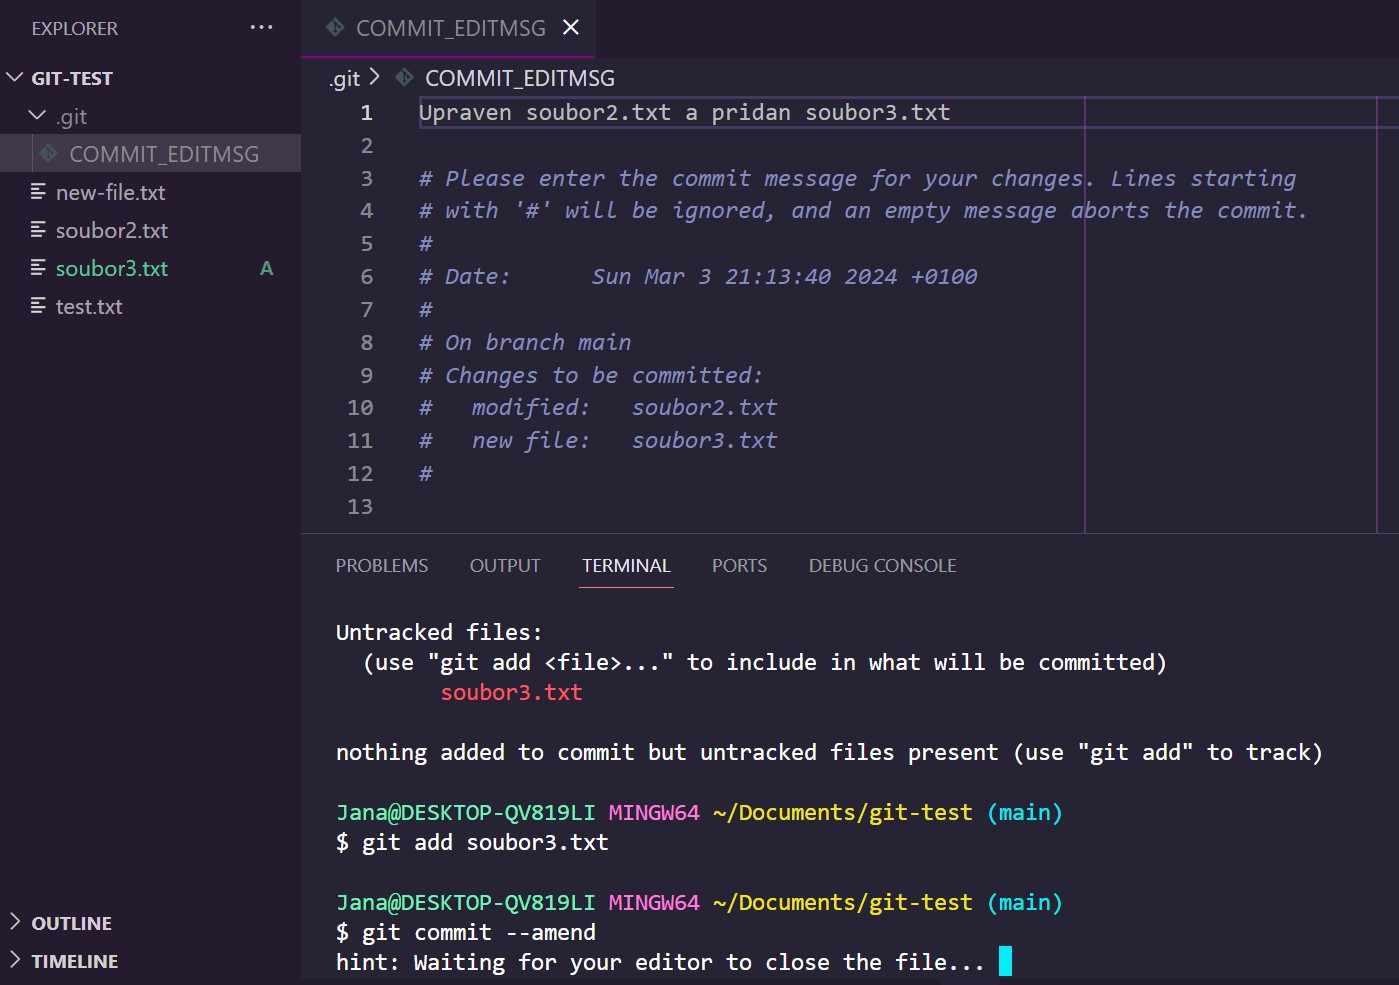 EXPLORER ...
GIT-TEST
.git
COMMIT_EDITMSG
new-file.txt
soubor2.txt
soubor3.txt A
test.txt
OUTLINE
TIMELINE
COMMIT_EDITMSG
.git > COMMIT_EDITMSG
1 Upraven soubor2.txt a pridan soubor3.txt
2
3 # Please enter the commit message for your changes. Lines starting
4 # with '#' will be ignored, and an empty message aborts the commit.
5 #
6 # Date:      Sun Mar 3 21:13:40 2024 +0100
7 #
8 # On branch main
9 # Changes to be committed:
10 #   modified:   soubor2.txt
11 #   new file:   soubor3.txt
12 #
13
PROBLEMS OUTPUT TERMINAL PORTS DEBUG CONSOLE
Untracked files:
(use "git add <file>..." to include in what will be committed)
soubor3.txt
nothing added to commit but untracked files present (use "git add" to track)
Jana@DESKTOP-QV819LI MINGW64 ~/Documents/git-test (main)
$ git add soubor3.txt
Jana@DESKTOP-QV819LI MINGW64 ~/Documents/git-test (main)
$ git commit --amend
hint: Waiting for your editor to close the file...